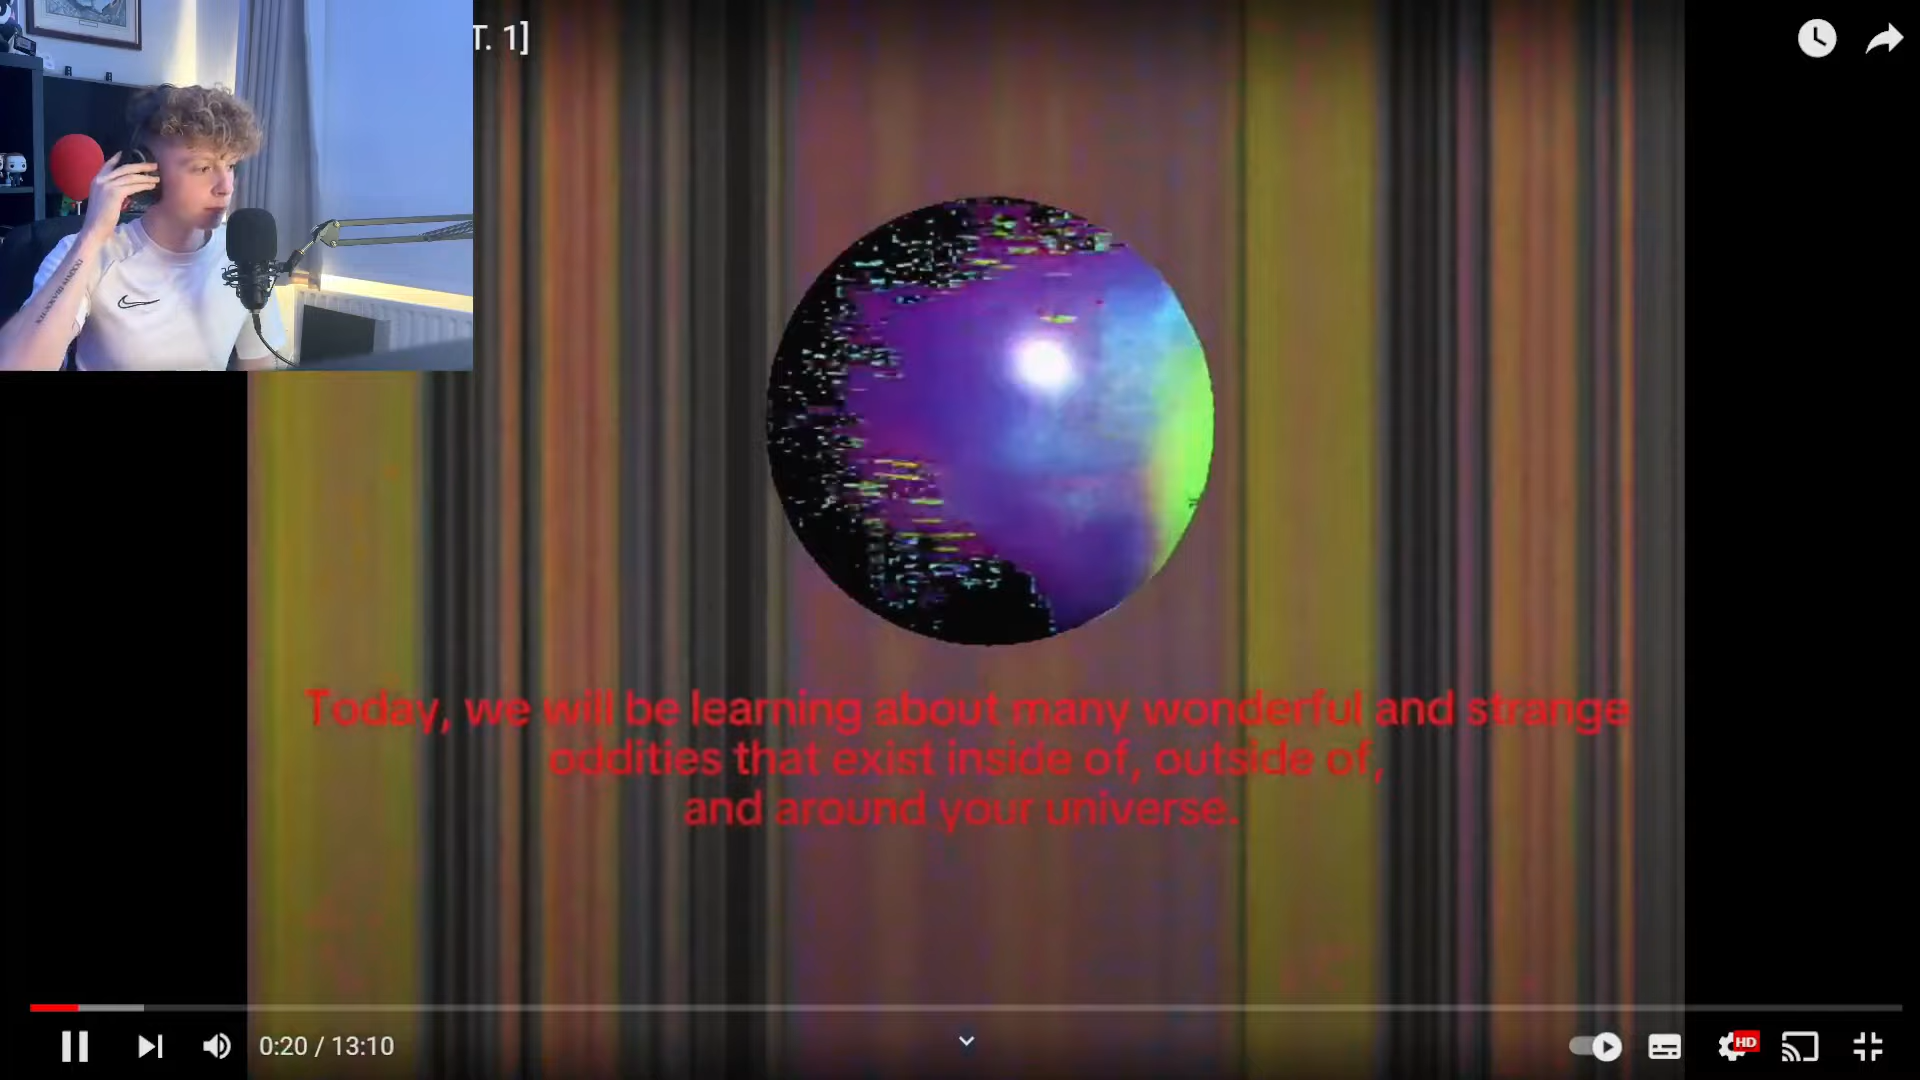 T. 1]
Today, we will be learning about many wonderful and strange
oddities that exist inside of, outside of,
and around your universe.
0:20 / 13:10
HD